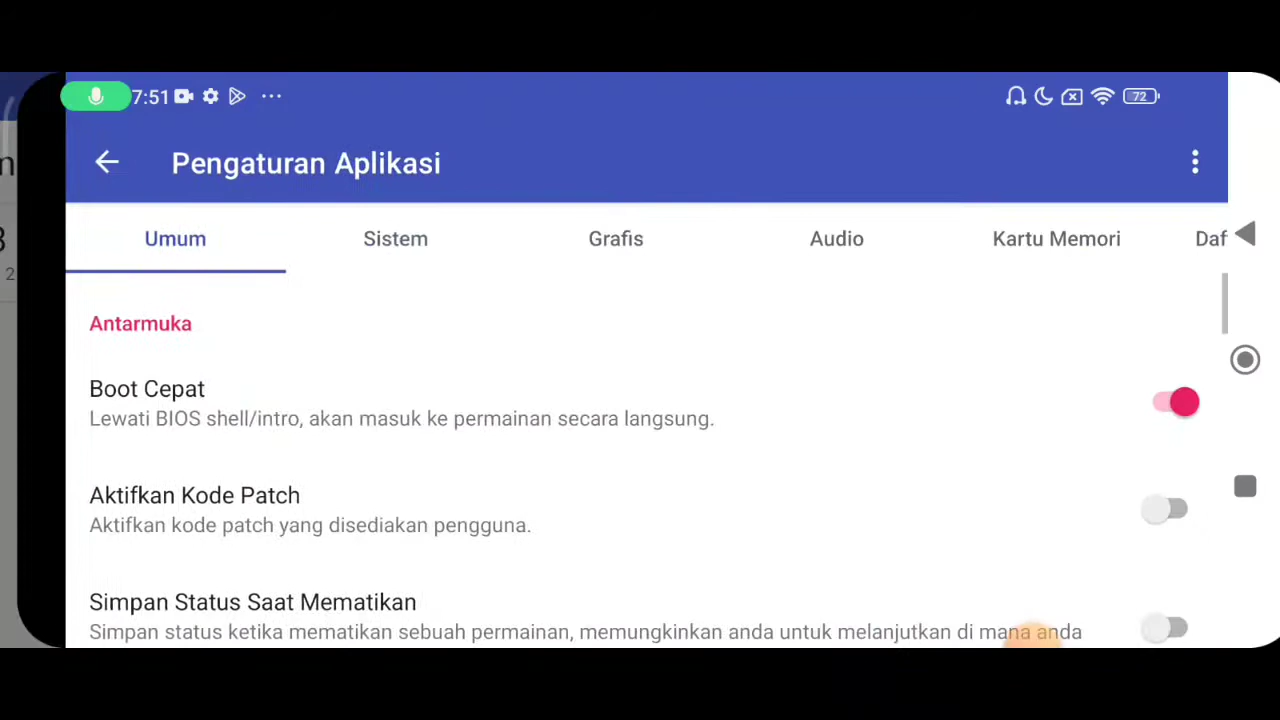 7:51
72
Pengaturan Aplikasi
Umum Sistem Grafis Audio Kartu Memori Daf
Antarmuka
Boot Cepat
Lewati BIOS shell/intro, akan masuk ke permainan secara langsung.
Aktifkan Kode Patch
Aktifkan kode patch yang disediakan pengguna.
Simpan Status Saat Mematikan
Simpan status ketika mematikan sebuah permainan, memungkinkan anda untuk melanjutkan di mana anda
2